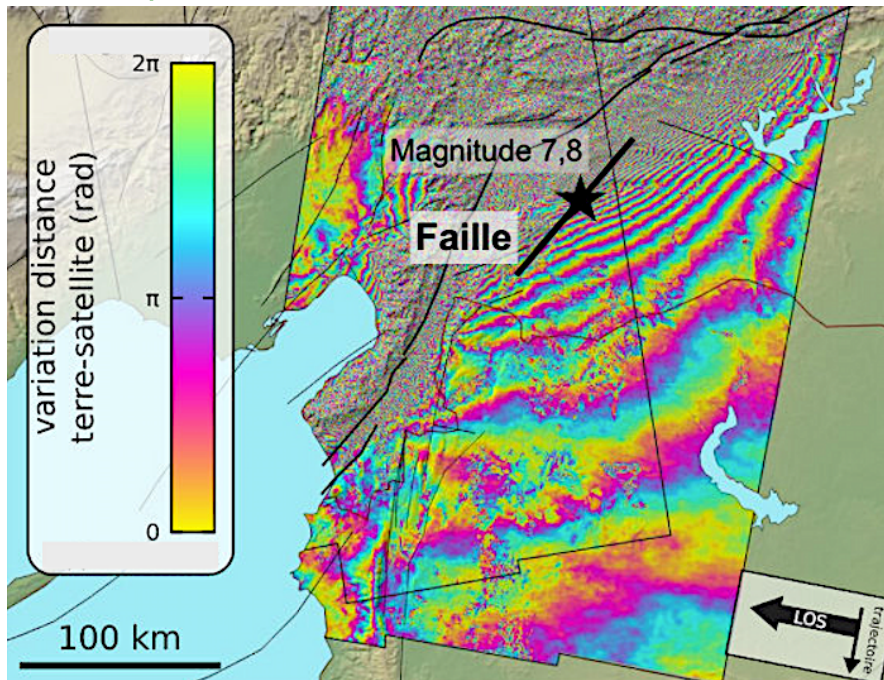 2π
variation distance
terre-satellite (rad)
π
0
Magnitude 7,8
Faille
100 km
LOS
trajectoire